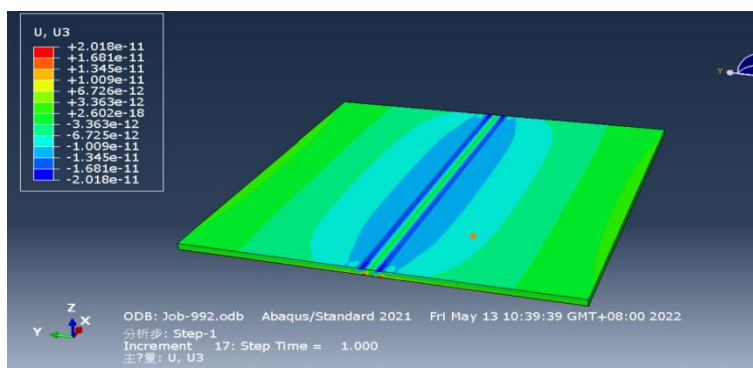 U, U3
+2.018e-11
+1.681e-11
+1.345e-11
+1.009e-11
+6.726e-12
+3.363e-12
+2.602e-18
-3.363e-12
-6.725e-12
-1.009e-11
-1.345e-11
-1.681e-11
-2.018e-11
Y
Z
X
Y
ODB: Job-992.odb Abaqus/Standard 2021 Fri May 13 10:39:39 GMT+08:00 2022
分析步: Step-1
Increment 17: Step Time = 1.000
主?量: U, U3